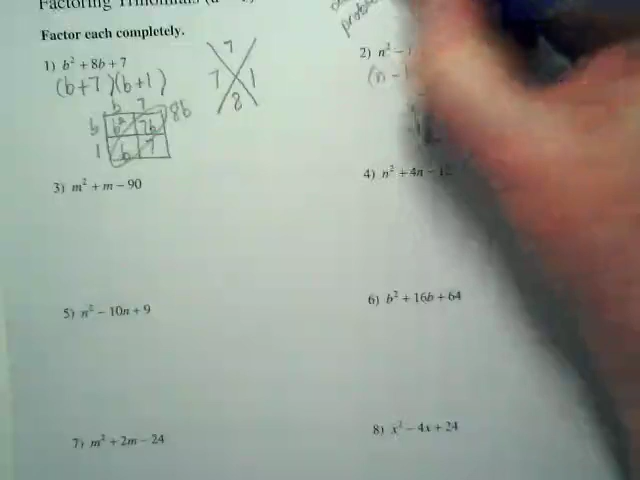 Factoring Trinomials (a
Factor each completely.
1) b² + 8b + 7
(b+7)(b+1)
7
7 1
8
b 7
b b² 7b 8b
1 b 7
2) n² –
(n –
3) m² + m – 90
4) n² + 4n –
5) n² – 10n + 9
6) b² + 16b + 64
7) m² + 2m – 24
8) x² – 4x + 24